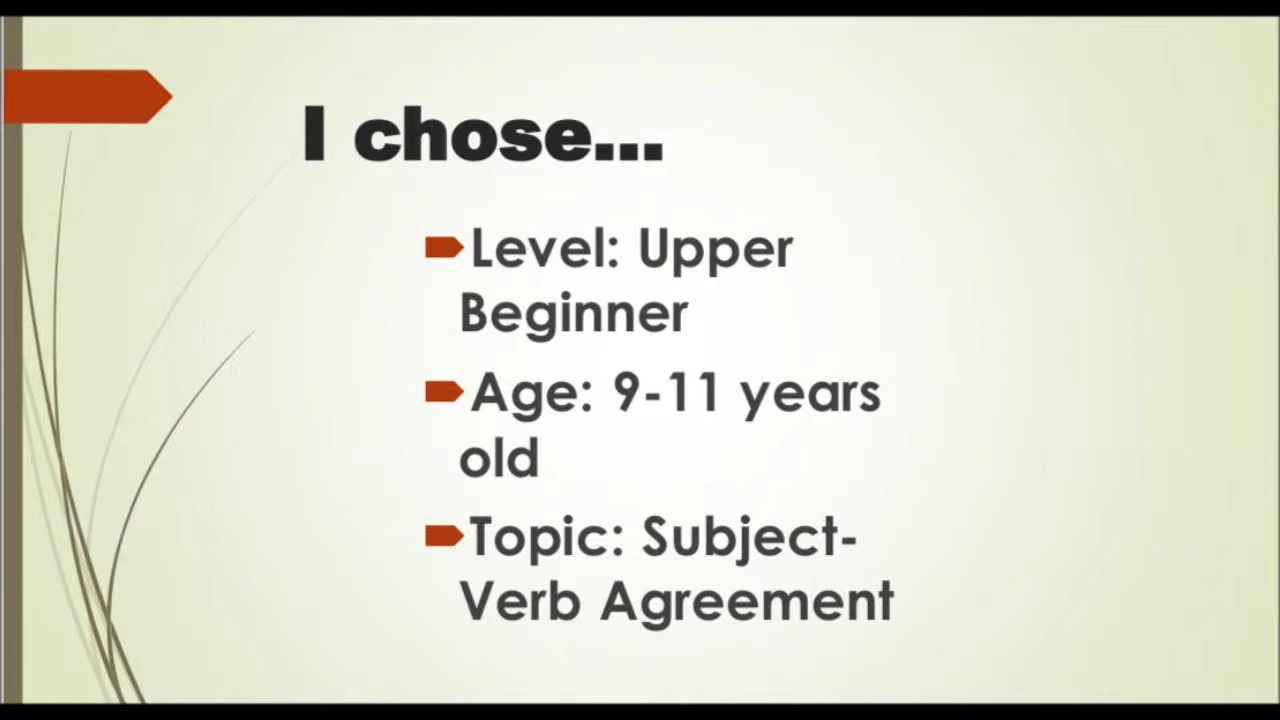 I chose...
Level: Upper
Beginner
Age: 9-11 years
old
Topic: Subject-
Verb Agreement